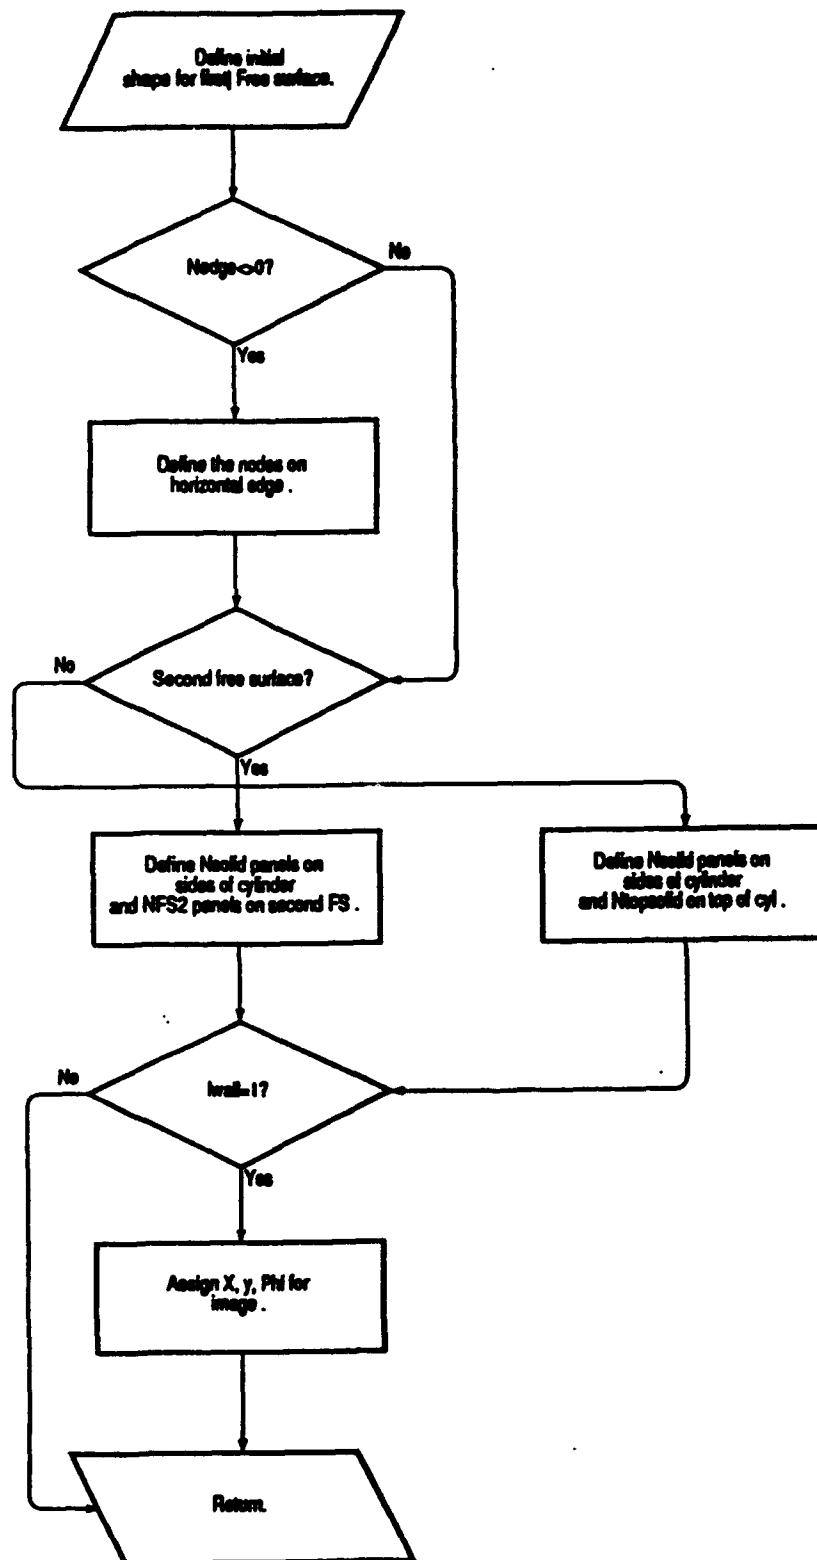 Define initial
shape for first Free surface.
Nedge<>0?
No
Yes
Define the nodes on
horizontal edge .
Second free surface?
No
Yes
Define Nsolid panels on
sides of cylinder
and NFS2 panels on second FS .
Define Nsolid panels on
sides of cylinder
and Ntopsolid on top of cyl .
Iwall=1?
No
Yes
Assign X, y, Phi for
image .
Return.